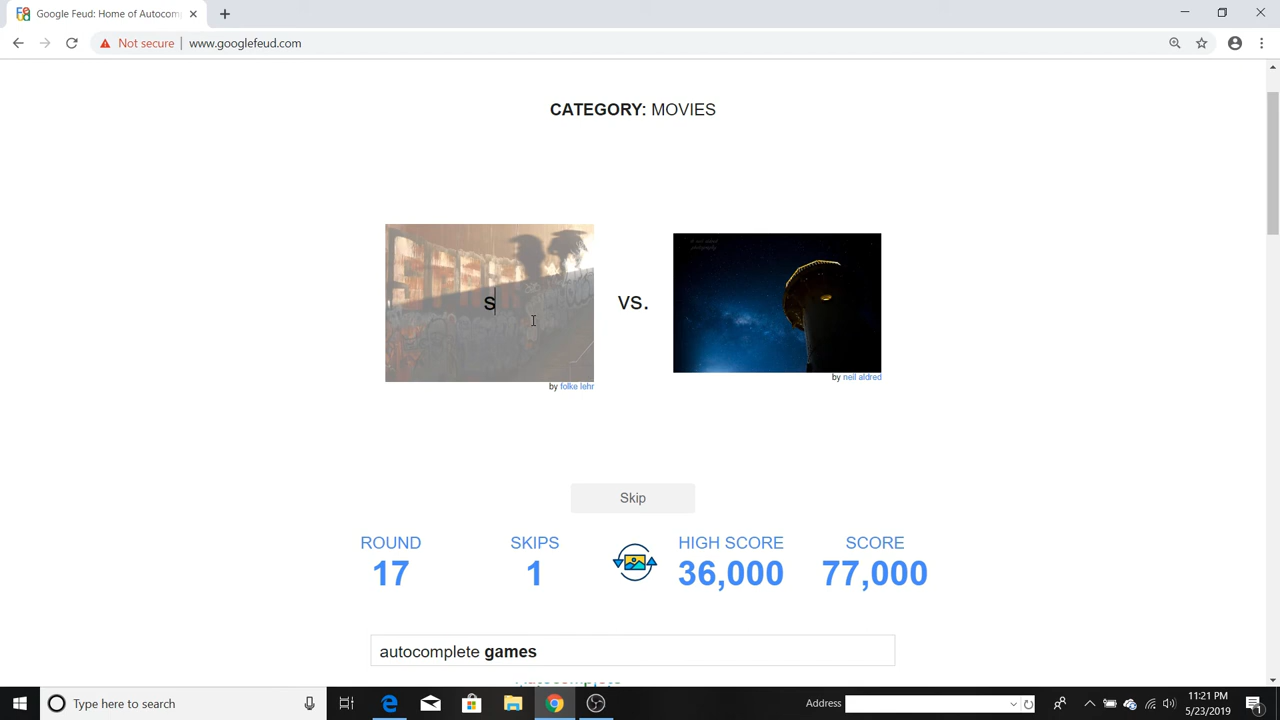 Google Feud: Home of Autocom
Not secure
www.googlefeud.com
CATEGORY: MOVIES
s
vs.
by folke lehr
by neil aldred
Skip
ROUND
SKIPS
HIGH SCORE
SCORE
17
1
36,000
77,000
autocomplete games
Type here to search
Address
11:21 PM
5/23/2019
1